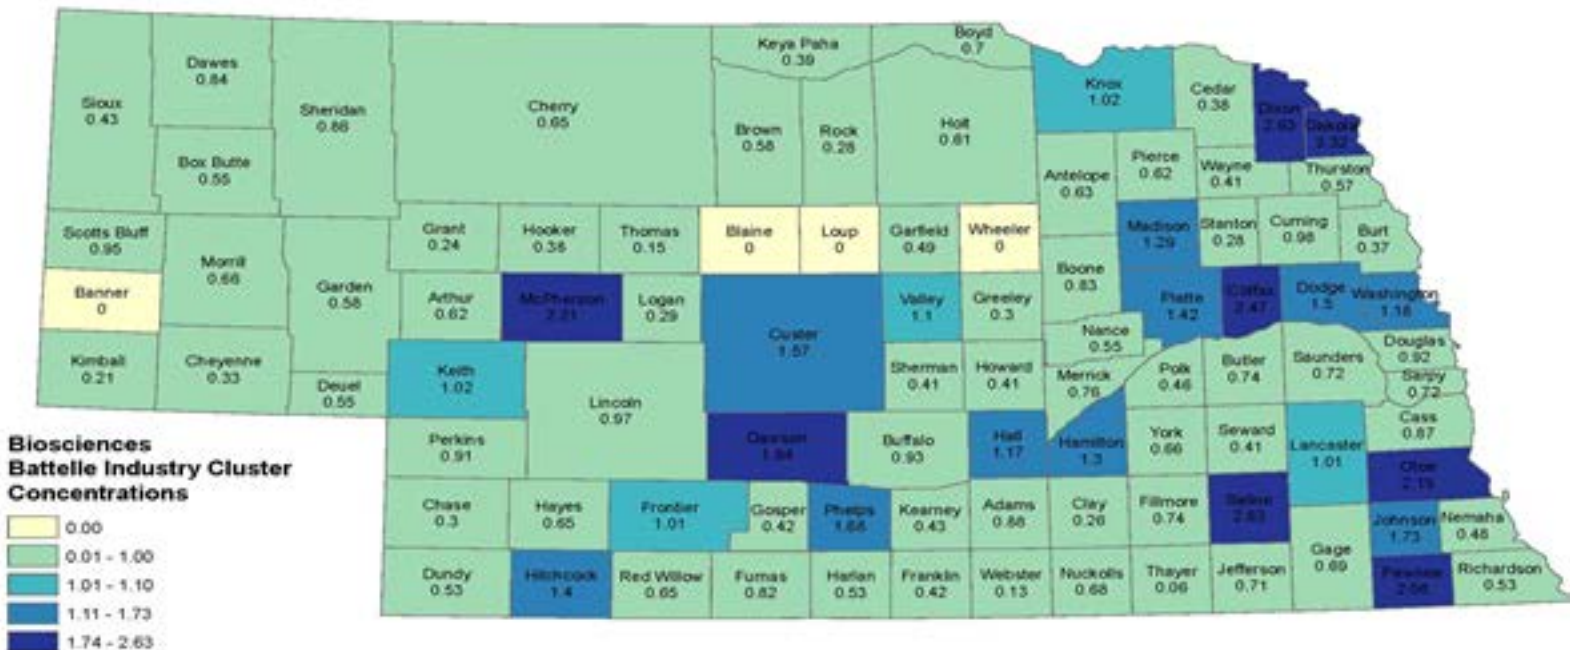 Sioux
0.43
Dawes
0.84
Sheridan
0.86
Box Butte
0.55
Cherry
0.65
Keya Paha
0.39
Boyd
0.7
Brown
0.58
Rock
0.28
Holt
0.61
Knox
1.02
Cedar
0.38
Dixon
2.63
Dakota
Antelope
0.63
Pierce
0.62
Wayne
0.41
Thurston
0.57
Scotts Bluff
0.95
Morrill
0.66
Garden
0.58
Grant
0.24
Hooker
0.38
Thomas
0.15
Blaine
0
Loup
0
Garfield
0.49
Wheeler
0
Madison
1.29
Stanton
0.28
Cuming
0.98
Burt
0.37
Banner
0
Arthur
0.62
McPherson
2.21
Logan
0.29
Custer
1.57
Valley
1.1
Greeley
0.3
Boone
0.83
Platte
1.42
Colfax
2.47
Dodge
1.5
Washington
1.18
Kimball
0.21
Cheyenne
0.33
Deuel
0.55
Keith
1.02
Lincoln
0.97
Sherman
0.41
Howard
0.41
Nance
0.55
Merrick
0.76
Polk
0.46
Butler
0.74
Saunders
0.72
Douglas
0.92
Sarpy
0.72
Perkins
0.91
Dawson
Buffalo
0.93
Hall
1.17
Hamilton
1.3
York
0.66
Seward
0.41
Lancaster
1.01
Cass
0.87
Otoe
Chase
0.3
Hayes
0.65
Frontier
1.01
Gosper
0.42
Phelps
1.68
Kearney
0.43
Adams
0.88
Clay
0.26
Fillmore
0.74
Saline
2.63
Gage
0.69
Johnson
1.73
Nemaha
0.48
Dundy
0.53
Hitchcock
1.4
Red Willow
0.65
Furnas
0.82
Harlan
0.53
Franklin
0.42
Webster
0.13
Nuckolls
0.68
Thayer
0.06
Jefferson
0.71
Pawnee
Richardson
0.53
Biosciences
Battelle Industry Cluster
Concentrations
0.00
0.01 - 1.00
1.01 - 1.10
1.11 - 1.73
1.74 - 2.63